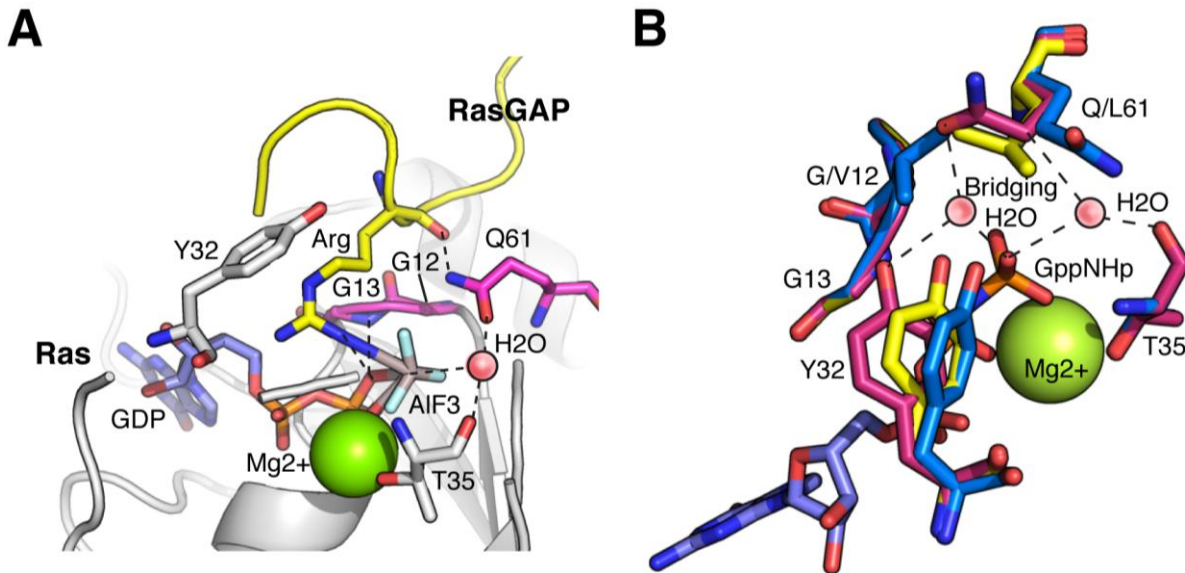 A
RasGAP
Y32
Arg
G12
Q61
G13
Ras
H2O
GDP
AlF3
Mg2+
T35
B
Q/L61
G/V12
Bridging
H2O
H2O
G13
GppNHp
Y32
Mg2+
T35